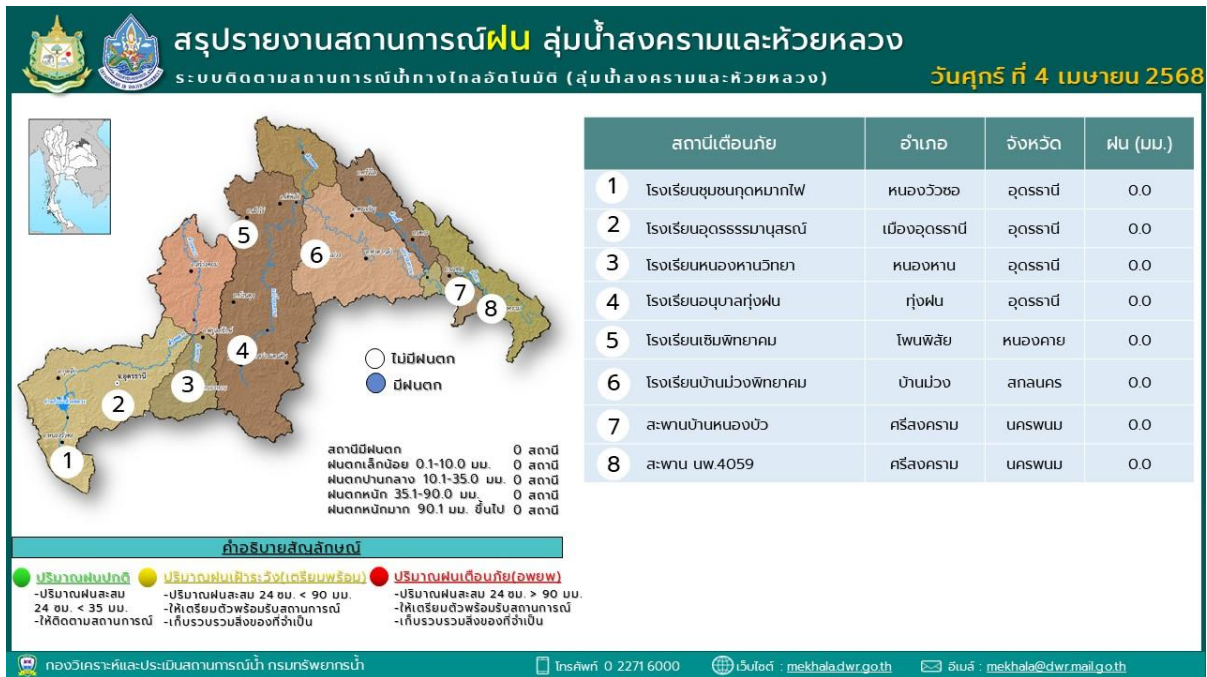 สรุปรายงานสถานการณ์ฝน ลุ่มน้ำสงครามและห้วยหลวง
ระบบติดตามสถานการณ์น้ำทางไกลอัตโนมัติ (ลุ่มน้ำสงครามและห้วยหลวง)
วันศุกร์ ที่ 4 เมษายน 2568
สถานีเตือนภัย อำเภอ จังหวัด ฝน (มม.)
1 โรงเรียนชุมชนกุดหมากไฟ หนองวัวซอ อุดรธานี 0.0
2 โรงเรียนอุดรธรรมานุสรณ์ เมืองอุดรธานี อุดรธานี 0.0
3 โรงเรียนหนองหานวิทยา หนองหาน อุดรธานี 0.0
4 โรงเรียนอนุบาลทุ่งฝน ทุ่งฝน อุดรธานี 0.0
5 โรงเรียนเซิมพิทยาคม โพนพิสัย หนองคาย 0.0
6 โรงเรียนบ้านม่วงพิทยาคม บ้านม่วง สกลนคร 0.0
7 สะพานบ้านหนองบัว ศรีสงคราม นครพนม 0.0
8 สะพาน นพ.4059 ศรีสงคราม นครพนม 0.0
5
6
7
8
4
3
2
1
อ.อุดรธานี
ไม่มีฝนตก
มีฝนตก
สถานีมีฝนตก 0 สถานี
ฝนตกเล็กน้อย 0.1-10.0 มม. 0 สถานี
ฝนตกปานกลาง 10.1-35.0 มม. 0 สถานี
ฝนตกหนัก 35.1-90.0 มม. 0 สถานี
ฝนตกหนักมาก 90.1 มม. ขึ้นไป 0 สถานี
คำอธิบายสัญลักษณ์
ปริมาณฝนปกติ
-ปริมาณฝนสะสม
24 ซม. < 35 มม.
-ให้ติดตามสถานการณ์
ปริมาณฝนเฝ้าระวัง(เตรียมพร้อม)
-ปริมาณฝนสะสม 24 ซม. < 90 มม.
-ให้เตรียมตัวพร้อมรับสถานการณ์
-เก็บรวบรวมสิ่งของที่จำเป็น
ปริมาณฝนเตือนภัย(อพยพ)
-ปริมาณฝนสะสม 24 ซม. > 90 มม.
-ให้เตรียมตัวพร้อมรับสถานการณ์
-เก็บรวบรวมสิ่งของที่จำเป็น
กองวิเคราะห์และประเมินสถานการณ์น้ำ กรมทรัพยากรน้ำ
โทรศัพท์ 0 2271 6000
เว็บไซต์ : mekhala.dwr.go.th
อีเมล์ : mekhala@dwr.mail.go.th